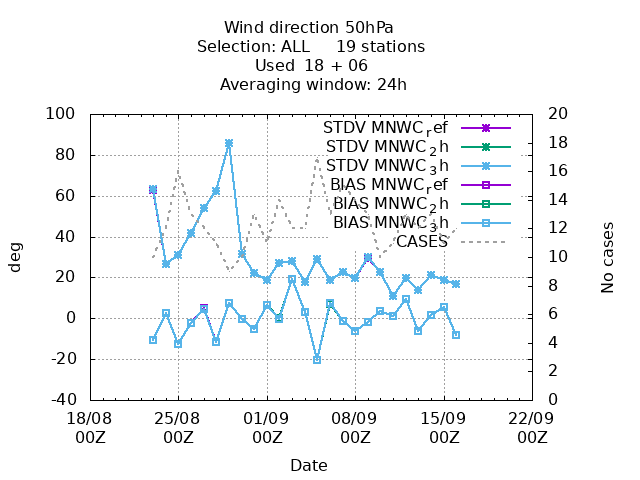 Wind direction 50hPa
Selection: ALL     19 stations
Used  18 + 06
Averaging window: 24h
100
80
60
40
20
0
-20
-40
deg
20
18
16
14
12
10
8
6
4
2
0
No cases
STDV MNWC_ref
STDV MNWC_2h
STDV MNWC_3h
BIAS MNWC_ref
BIAS MNWC_2h
BIAS MNWC_3h
CASES
18/08 25/08 01/09 08/09 15/09 22/09
00Z 00Z 00Z 00Z 00Z 00Z
Date